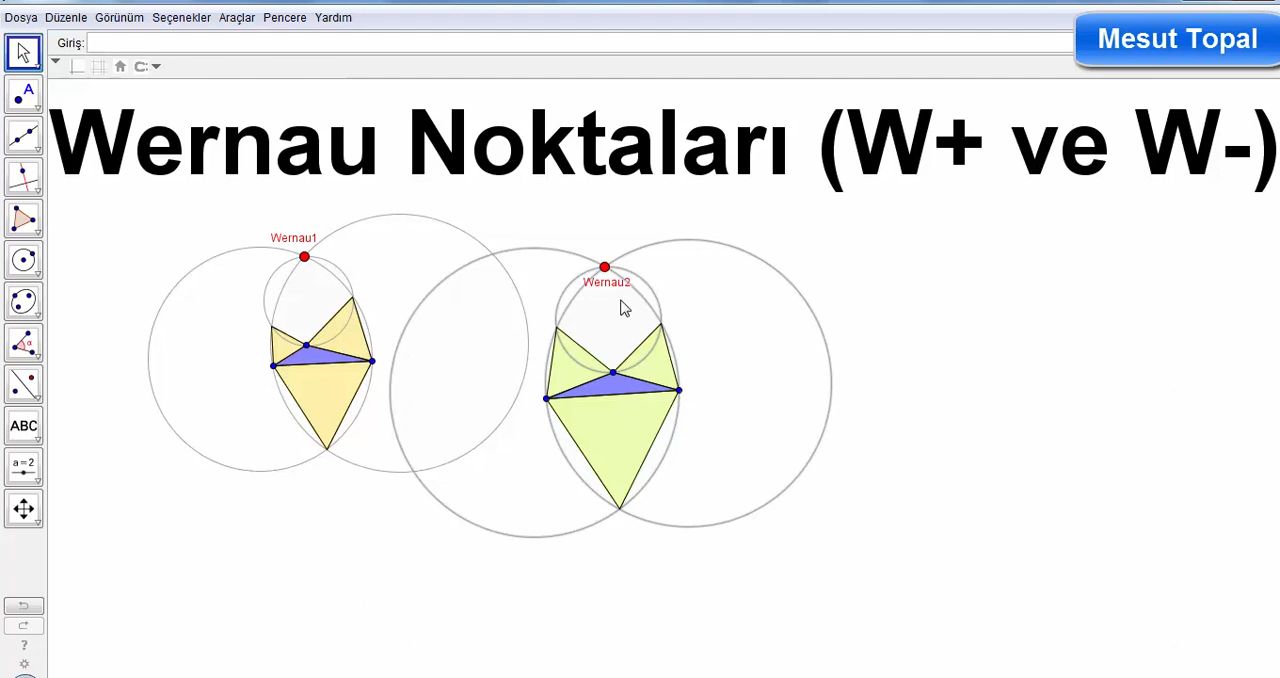 Dosya Düzenle Görünüm Seçenekler Araçlar Pencere Yardım
Giriş:
Mesut Topal
A
Wernau Noktaları (W+ ve W-)
Wernau1
Wernau2
α
ABC
a=2
?